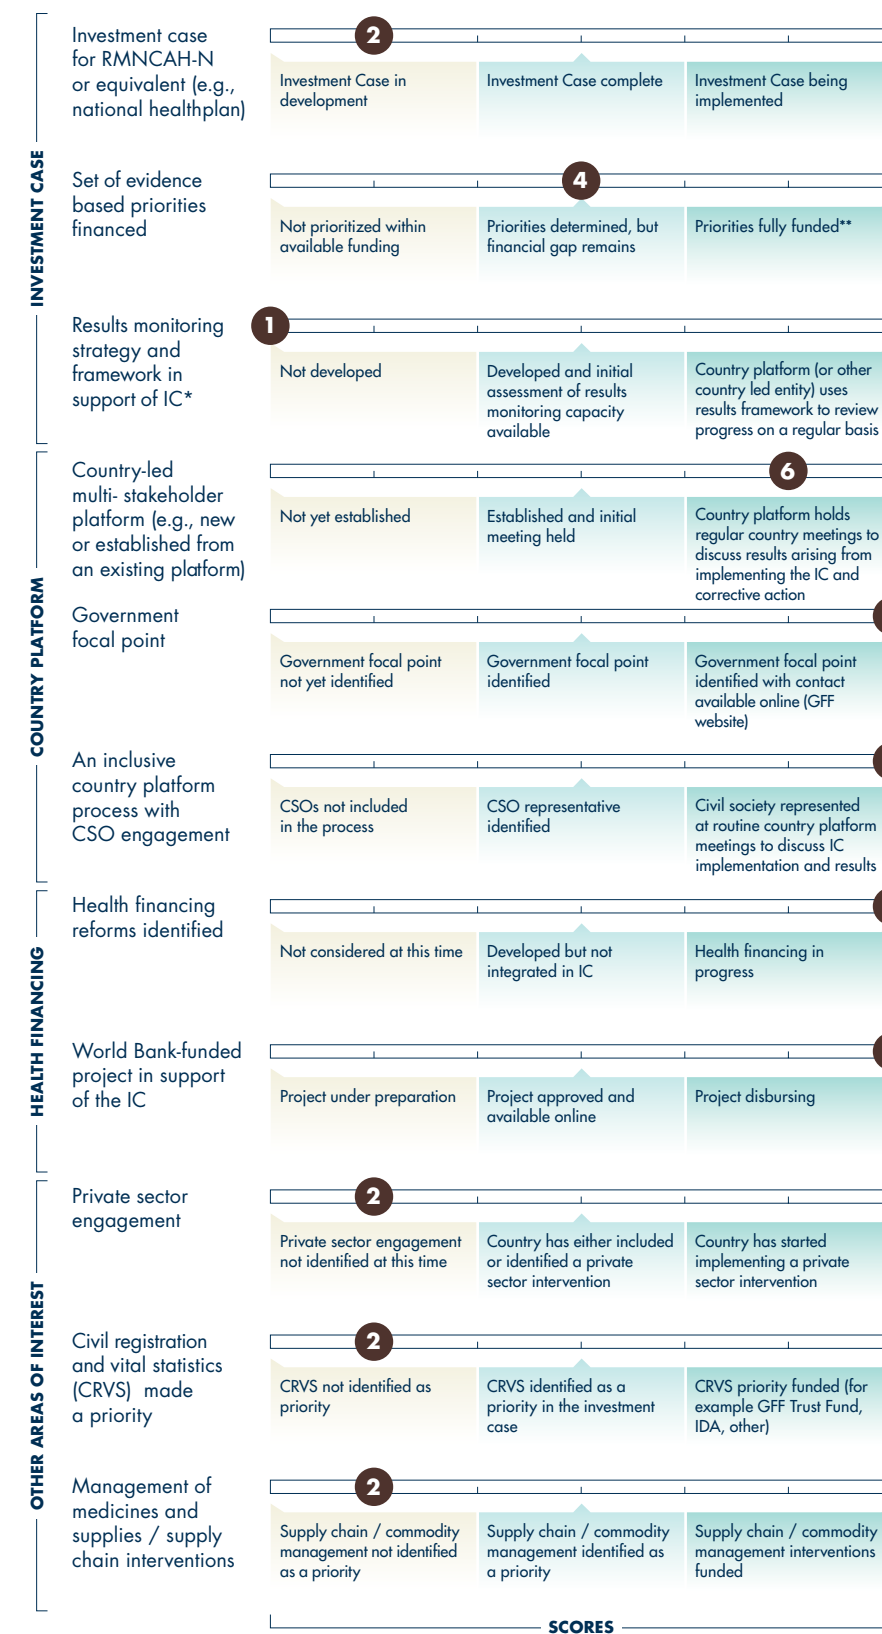 INVESTMENT CASE
Investment case
for RMNCAH-N
or equivalent (e.g.,
national healthplan)
2
Investment Case in
development
Investment Case complete
Investment Case being
implemented
Set of evidence
based priorities
financed
4
Not prioritized within
available funding
Priorities determined, but
financial gap remains
Priorities fully funded**
Results monitoring
strategy and
framework in
support of IC*
1
Not developed
Developed and initial
assessment of results
monitoring capacity
available
Country platform (or other
country led entity) uses
results framework to review
progress on a regular basis
COUNTRY PLATFORM
Country-led
multi- stakeholder
platform (e.g., new
or established from
an existing platform)
6
Not yet established
Established and initial
meeting held
Country platform holds
regular country meetings to
discuss results arising from
implementing the IC and
corrective action
Government
focal point
Government focal point
not yet identified
Government focal point
identified
Government focal point
identified with contact
available online (GFF
website)
An inclusive
country platform
process with
CSO engagement
CSOs not included
in the process
CSO representative
identified
Civil society represented
at routine country platform
meetings to discuss IC
implementation and results
HEALTH FINANCING
Health financing
reforms identified
Not considered at this time
Developed but not
integrated in IC
Health financing in
progress
World Bank-funded
project in support
of the IC
Project under preparation
Project approved and
available online
Project disbursing
OTHER AREAS OF INTEREST
Private sector
engagement
2
Private sector engagement
not identified at this time
Country has either included
or identified a private
sector intervention
Country has started
implementing a private
sector intervention
Civil registration
and vital statistics
(CRVS) made
a priority
2
CRVS not identified as
priority
CRVS identified as a
priority in the investment
case
CRVS priority funded (for
example GFF Trust Fund,
IDA, other)
Management of
medicines and
supplies / supply
chain interventions
2
Supply chain / commodity
management not identified
as a priority
Supply chain / commodity
management identified as
a priority
Supply chain / commodity
management interventions
funded
SCORES